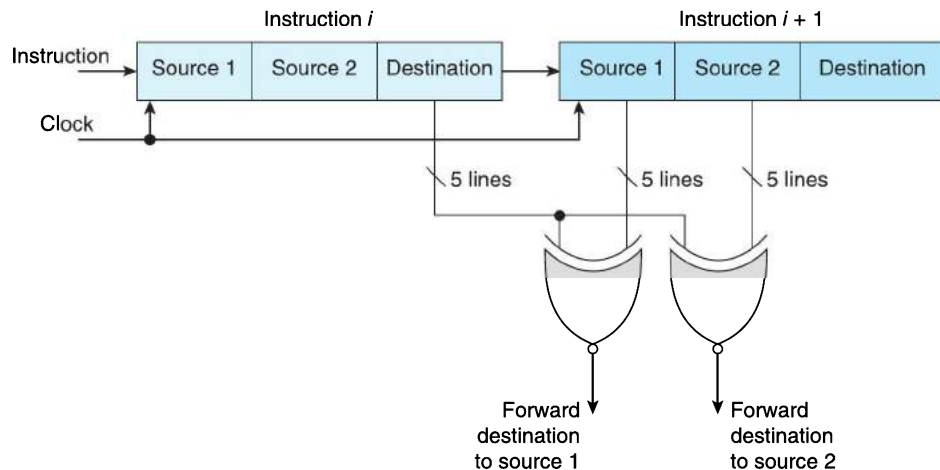 Instruction i
Instruction i + 1
Instruction
Source 1
Source 2
Destination
Source 1
Source 2
Destination
Clock
5 lines
5 lines
5 lines
Forward
destination
to source 1
Forward
destination
to source 2